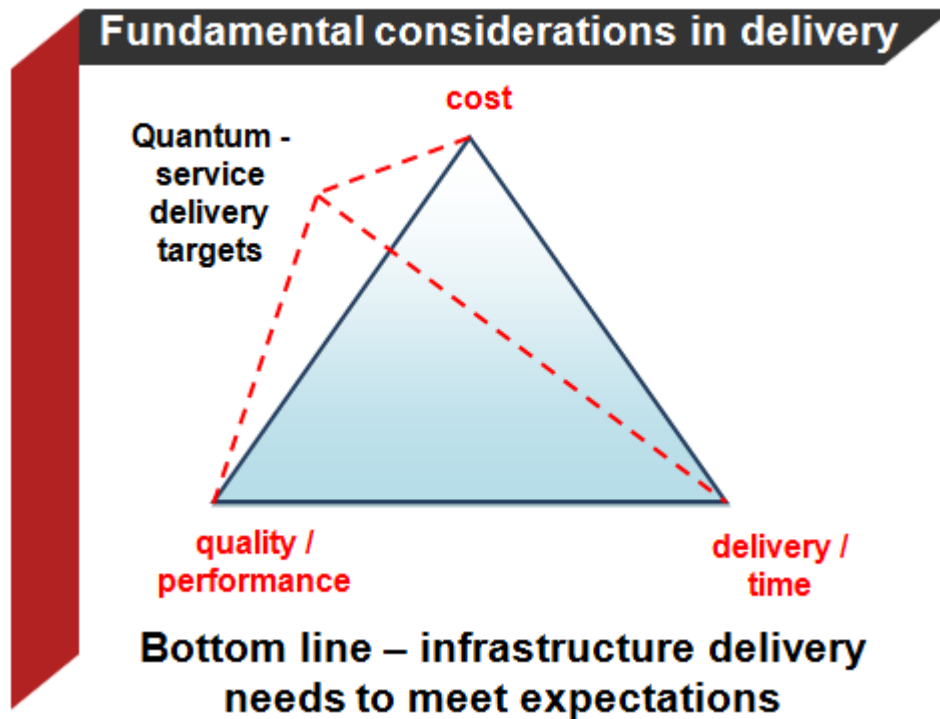 Fundamental considerations in delivery
cost
Quantum -
service
delivery
targets
quality /
performance
delivery /
time
Bottom line – infrastructure delivery
needs to meet expectations